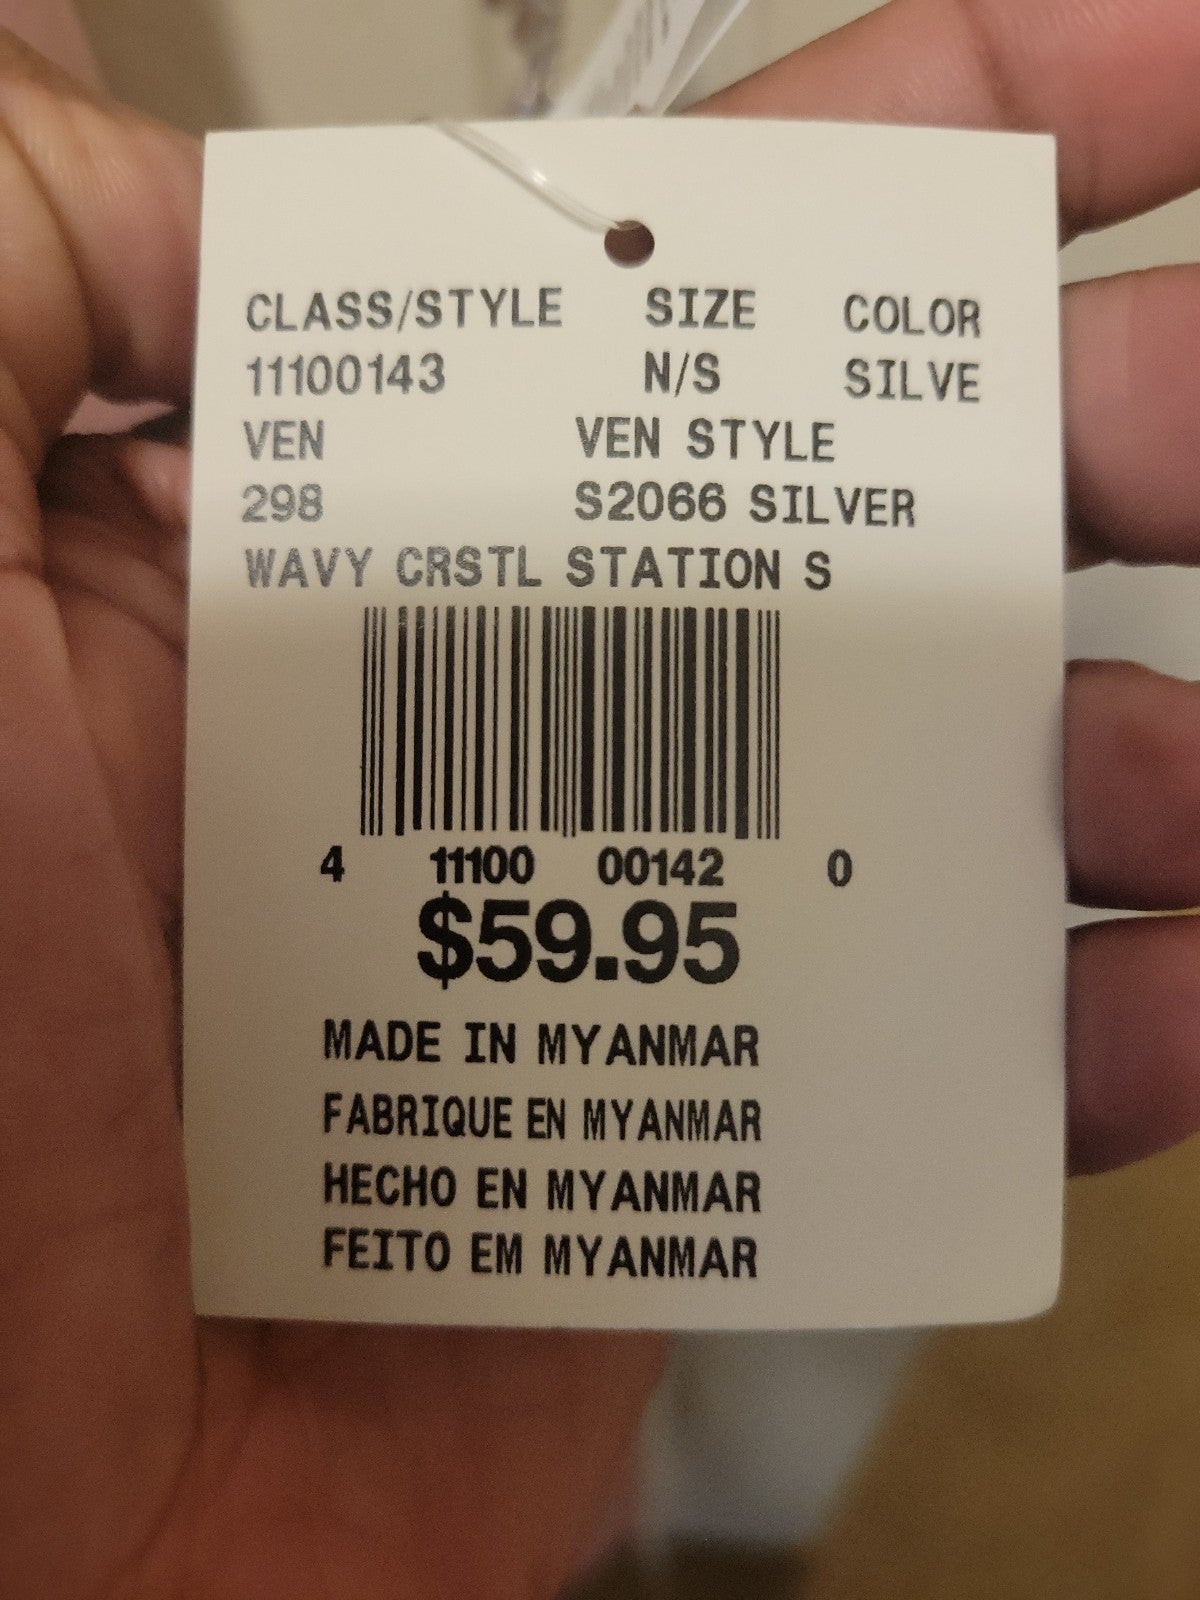 CLASS/STYLE SIZE COLOR
11100143 N/S SILVE
VEN VEN STYLE
298 S2066 SILVER
WAVY CRSTL STATION S
4 11100 00142 0
$59.95
MADE IN MYANMAR
FABRIQUE EN MYANMAR
HECHO EN MYANMAR
FEITO EM MYANMAR